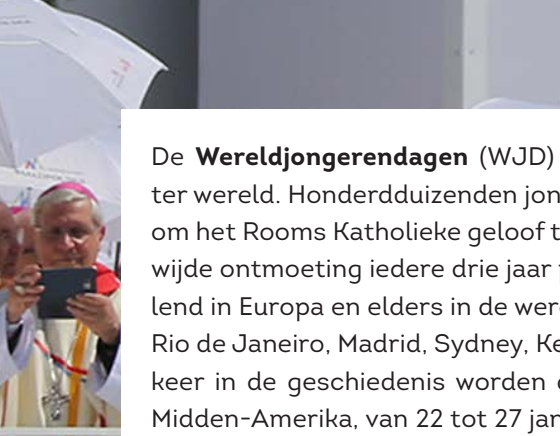 De Wereldjongerendagen (WJD)
ter wereld. Honderdduizenden jon
om het Rooms Katholieke geloof t
wijde ontmoeting iedere drie jaar
lend in Europa en elders in de wer
Rio de Janeiro, Madrid, Sydney, Ke
keer in de geschiedenis worden
Midden-Amerika, van 22 tot 27 jan